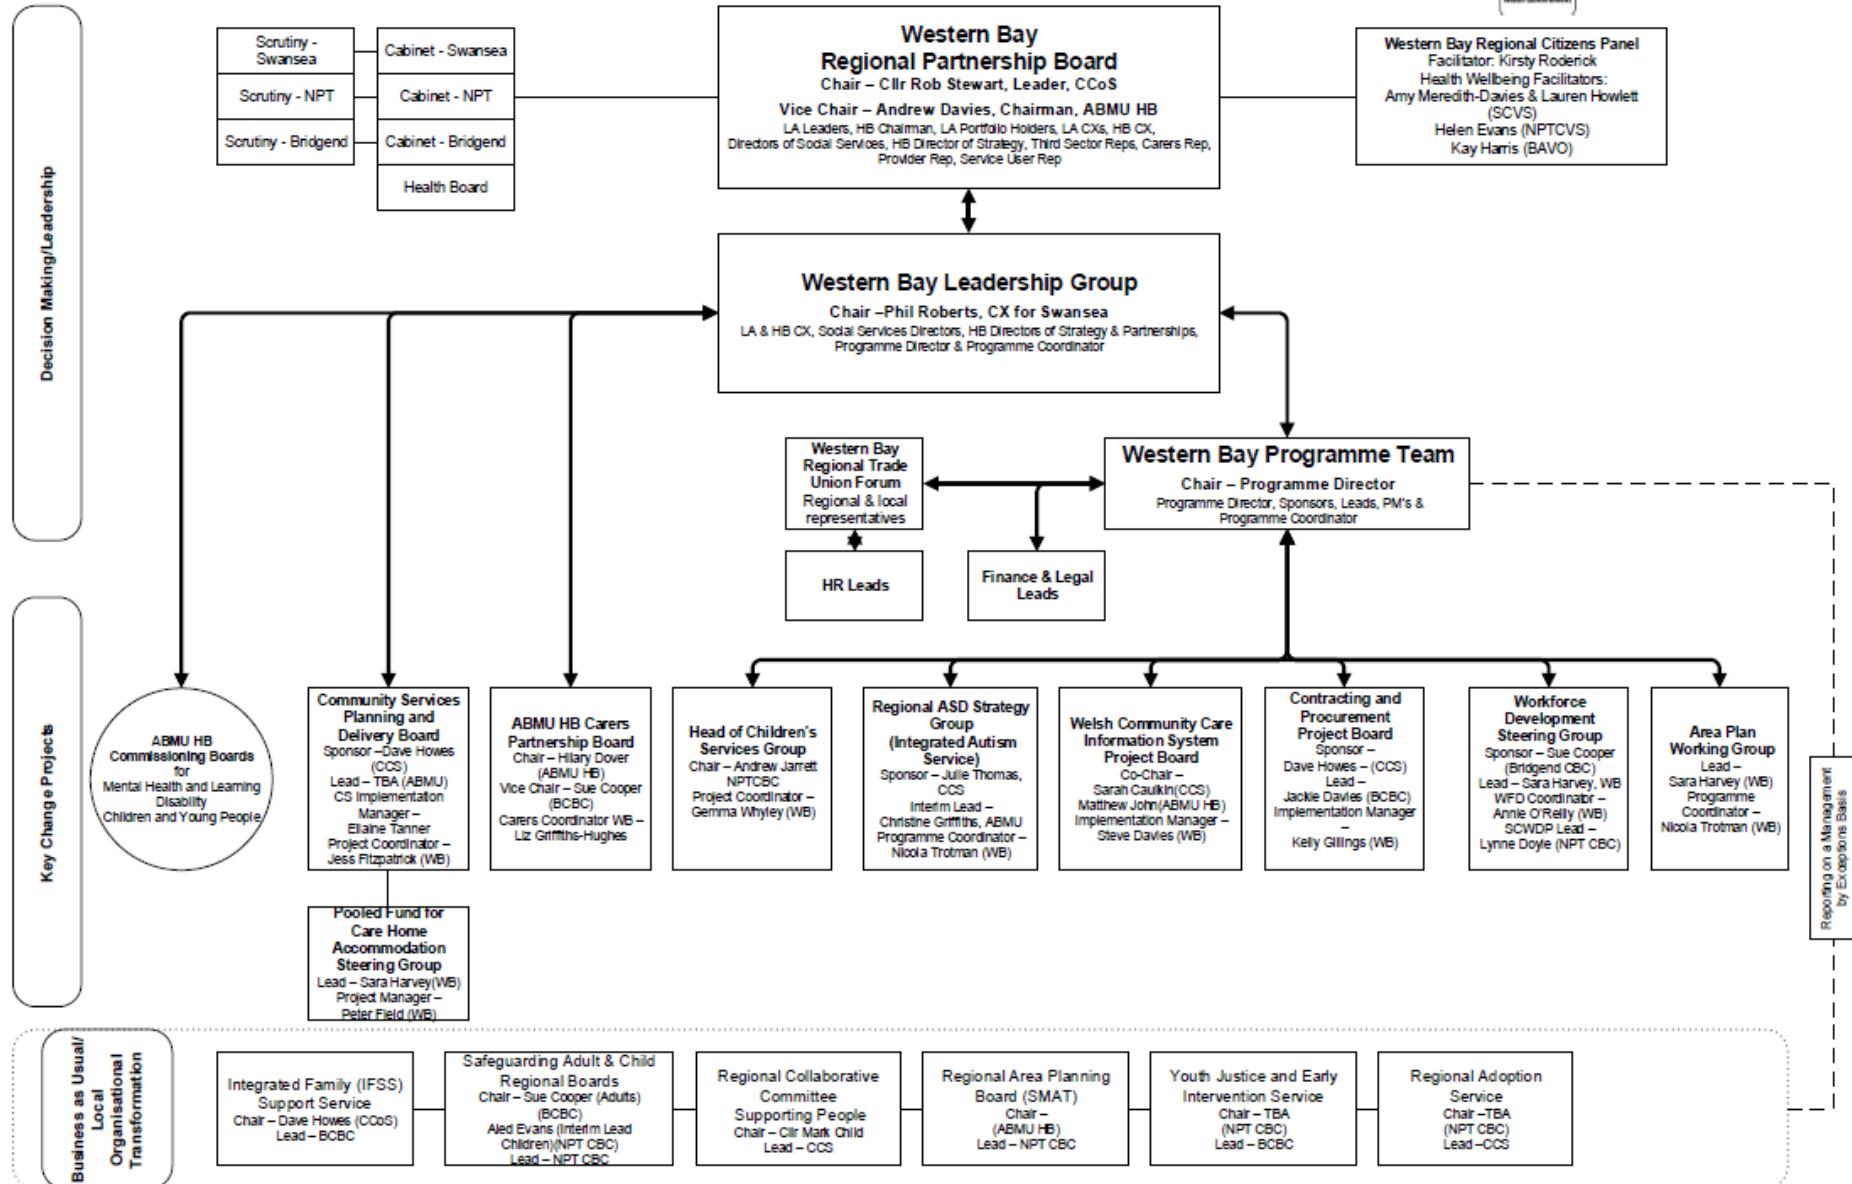 Decision Making/Leadership
Scrutiny -
Swansea
Cabinet - Swansea
Scrutiny - NPT
Cabinet - NPT
Scrutiny - Bridgend
Cabinet - Bridgend
Health Board
Western Bay
Regional Partnership Board
Chair – Cllr Rob Stewart, Leader, CCoS
Vice Chair – Andrew Davies, Chairman, ABMU HB
LA Leaders, HB Chairman, LA Portfolio Holders, LA CXs, HB CX,
Directors of Social Services, HB Director of Strategy, Third Sector Reps, Carers Rep,
Provider Rep, Service User Rep
Western Bay Regional Citizens Panel
Facilitator: Kirsty Roderick
Health Wellbeing Facilitators:
Amy Meredith-Davies & Lauren Howlett
(SCVS)
Helen Evans (NPTCVS)
Kay Harris (BAVO)
Western Bay Leadership Group
Chair –Phil Roberts, CX for Swansea
LA & HB CX, Social Services Directors, HB Directors of Strategy & Partnerships,
Programme Director & Programme Coordinator
Western Bay
Regional Trade
Union Forum
Regional & local
representatives
Western Bay Programme Team
Chair – Programme Director
Programme Director, Sponsors, Leads, PM's &
Programme Coordinator
HR Leads
Finance & Legal
Leads
Key Change Projects
ABMU HB
Commissioning Boards
for
Mental Health and Learning
Disability
Children and Young People
Community Services
Planning and
Delivery Board
Sponsor –Dave Howes
(CCS)
Lead – TBA (ABMU)
CS Implementation
Manager –
Ellaine Tanner
Project Coordinator –
Jess Fitzpatrick (WB)
ABMU HB Carers
Partnership Board
Chair – Hilary Dover
(ABMU HB)
Vice Chair – Sue Cooper
(BCBC)
Carers Coordinator WB –
Liz Griffiths-Hughes
Head of Children's
Services Group
Chair – Andrew Jarrett
NPTCBC
Project Coordinator –
Gemma Whyley (WB)
Regional ASD Strategy
Group
(Integrated Autism
Service)
Sponsor – Julie Thomas,
CCS
Interim Lead –
Christine Griffiths, ABMU
Programme Coordinator –
Nicola Trotman (WB)
Welsh Community Care
Information System
Project Board
Co-Chair –
Sarah Caulkin(CCS)
Matthew John(ABMU HB)
Implementation Manager –
Steve Davies (WB)
Contracting and
Procurement
Project Board
Sponsor –
Dave Howes – (CCS)
Lead –
Jackie Davies (BCBC)
Implementation Manager
–
Kelly Gillings (WB)
Workforce
Development
Steering Group
Sponsor – Sue Cooper
(Bridgend CBC)
Lead – Sara Harvey, WB
WFD Coordinator –
Annie O'Reilly (WB)
SCWDP Lead –
Lynne Doyle (NPT CBC)
Area Plan
Working Group
Lead –
Sara Harvey (WB)
Programme
Coordinator –
Nicola Trotman (WB)
Reporting on a Management
by Exceptions Basis
Pooled Fund for
Care Home
Accommodation
Steering Group
Lead – Sara Harvey(WB)
Project Manager –
Peter Field (WB)
Business as Usual/
Local
Organisational
Transformation
Integrated Family (IFSS)
Support Service
Chair – Dave Howes (CCoS)
Lead – BCBC
Safeguarding Adult & Child
Regional Boards
Chair – Sue Cooper (Adults)
(BCBC)
Aled Evans (Interim Lead
Children)(NPT CBC)
Lead – NPT CBC
Regional Collaborative
Committee
Supporting People
Chair – Cllr Mark Child
Lead – CCS
Regional Area Planning
Board (SMAT)
Chair –
(ABMU HB)
Lead – NPT CBC
Youth Justice and Early
Intervention Service
Chair – TBA
(NPT CBC)
Lead – BCBC
Regional Adoption
Service
Chair –TBA
(NPT CBC)
Lead –CCS